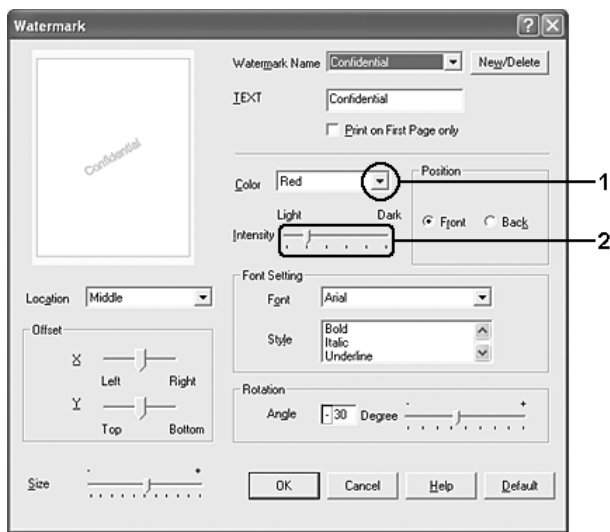 Watermark
Confidential
Watermark Name Confidential New/Delete
TEXT Confidential
Print on First Page only
Color Red
1
Position
Front Back
Light Dark
Intensity
2
Location Middle
Offset
X
Left Right
Y
Top Bottom
Font Setting
Font Arial
Style Bold
Italic
Underline
Rotation
Angle -30 Degree - +
Size - +
OK Cancel Help Default